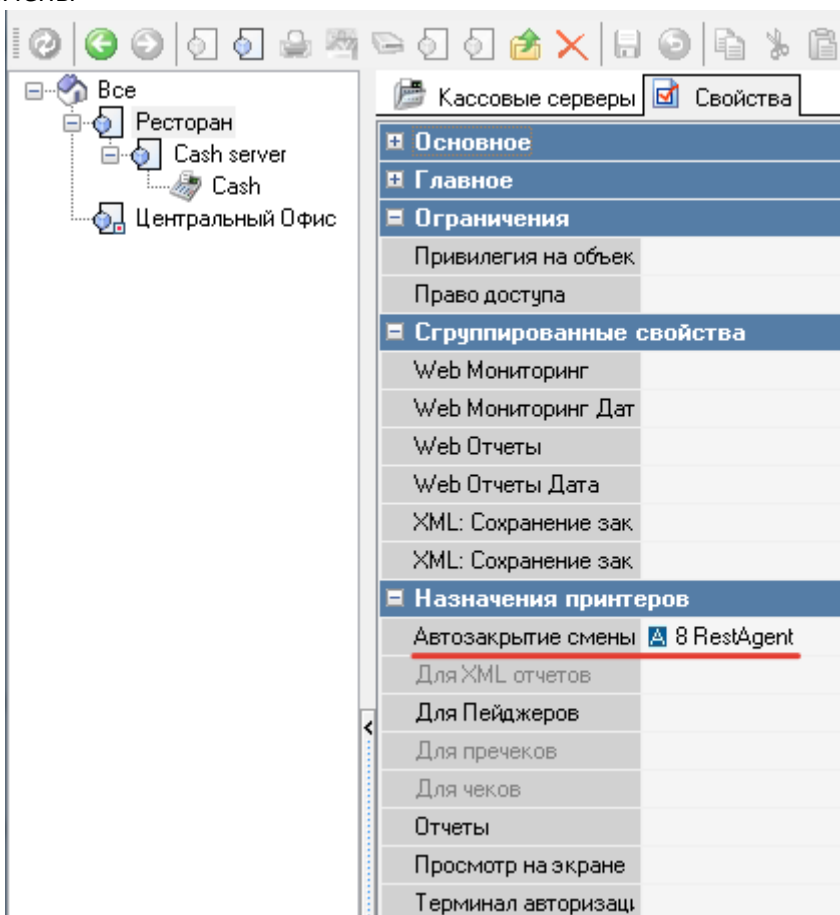 Все
Ресторан
Cash server
Cash
Центральный Офис
Кассовые серверы
Свойства
Основное
Главное
Ограничения
Привилегия на объек
Право доступа
Сгруппированные свойства
Web Мониторинг
Web Мониторинг Дат
Web Отчеты
Web Отчеты Дата
XML: Сохранение зак
XML: Сохранение зак
Назначения принтеров
Автозакрытие смены 8 RestAgent
Для XML отчетов
Для Пейджеров
Для пречеков
Для чеков
Отчеты
Просмотр на экране
Терминал авторизаци